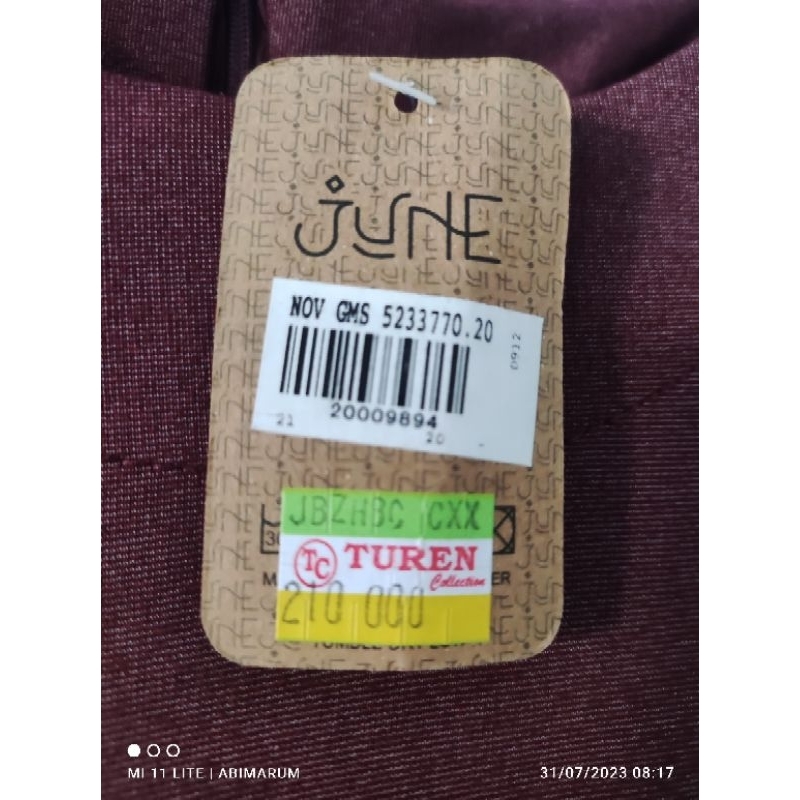 JUNE
NOV GMS 5233770.20
0912
20009894
21
20
JBZHBC CXX
TC TUREN
Collection
210 000
MI 11 LITE | ABIMARUM
31/07/2023 08:17